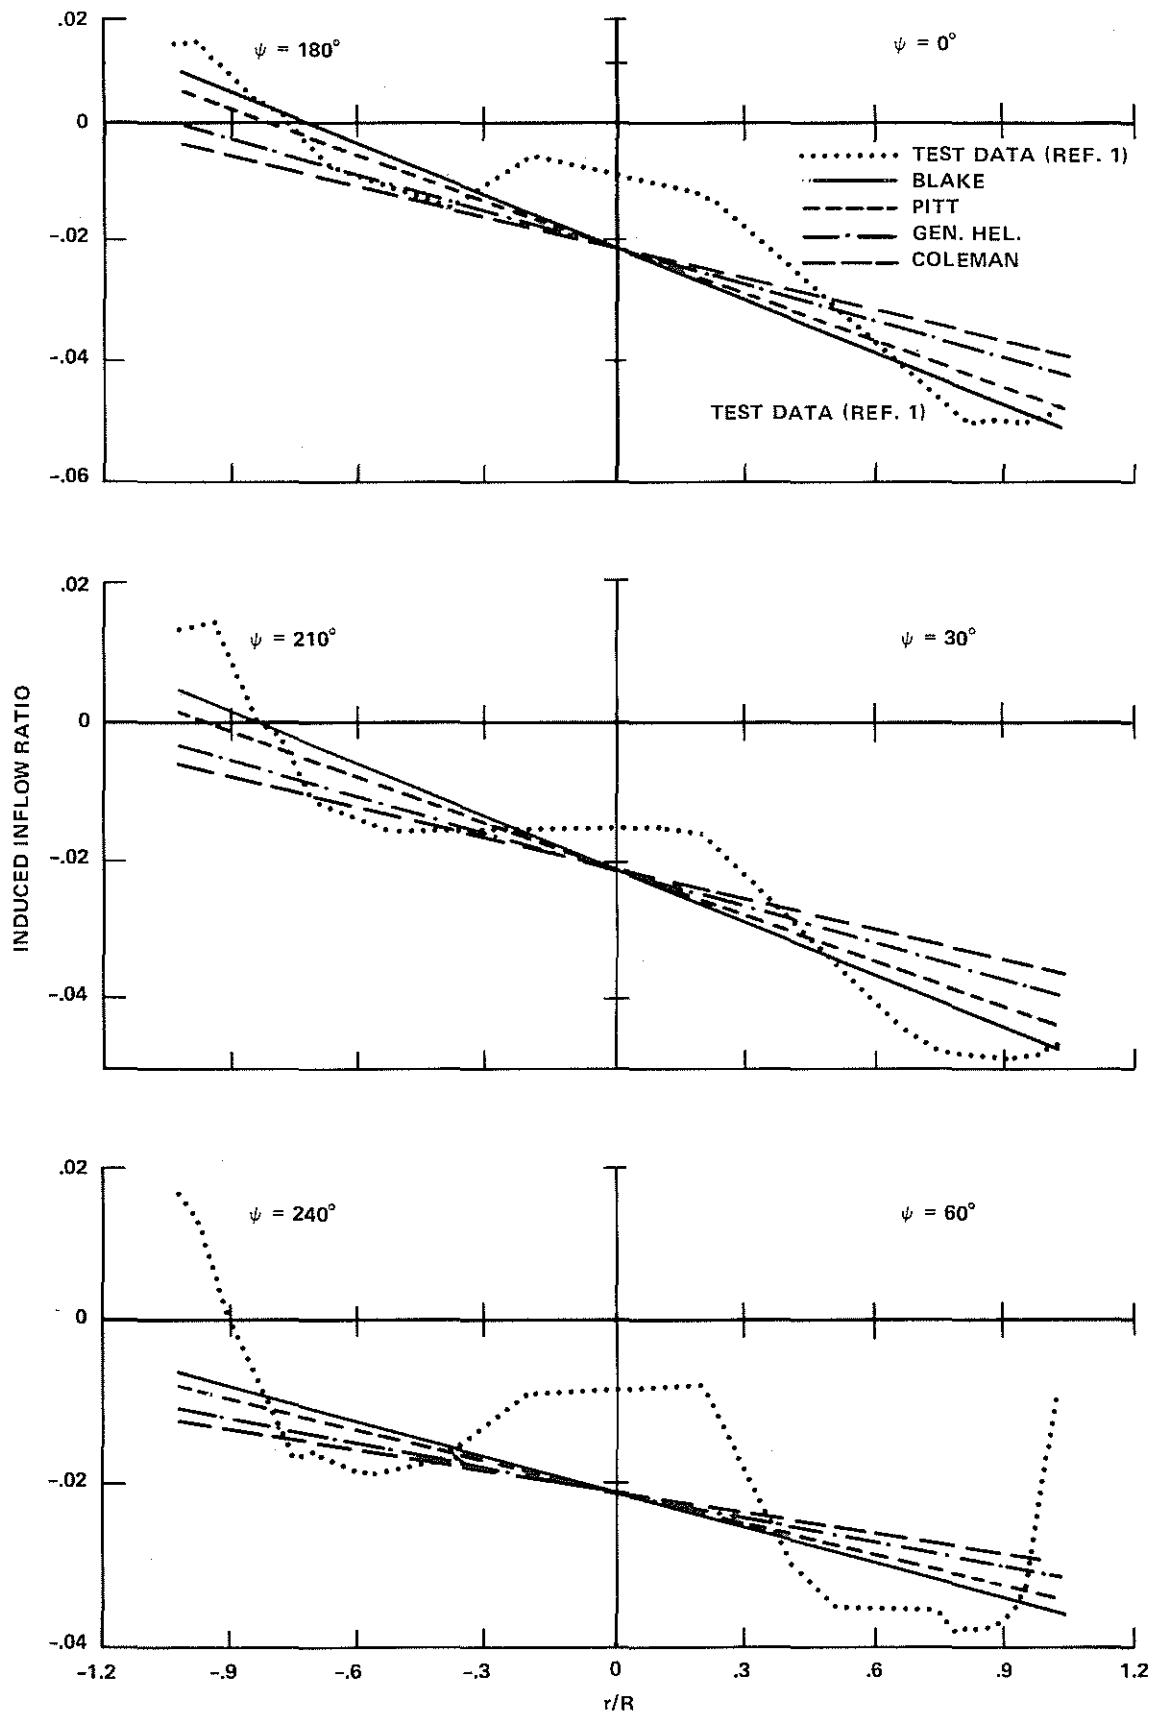 .02
ψ = 180°
ψ = 0°
0
TEST DATA (REF. 1)
BLAKE
PITT
GEN. HEL.
COLEMAN
-.02
-.04
TEST DATA (REF. 1)
-.06
.02
ψ = 210°
ψ = 30°
0
-.02
-.04
INDUCED INFLOW RATIO
.02
ψ = 240°
ψ = 60°
0
-.02
-.04
-1.2 -.9 -.6 -.3 0 .3 .6 .9 1.2
r/R